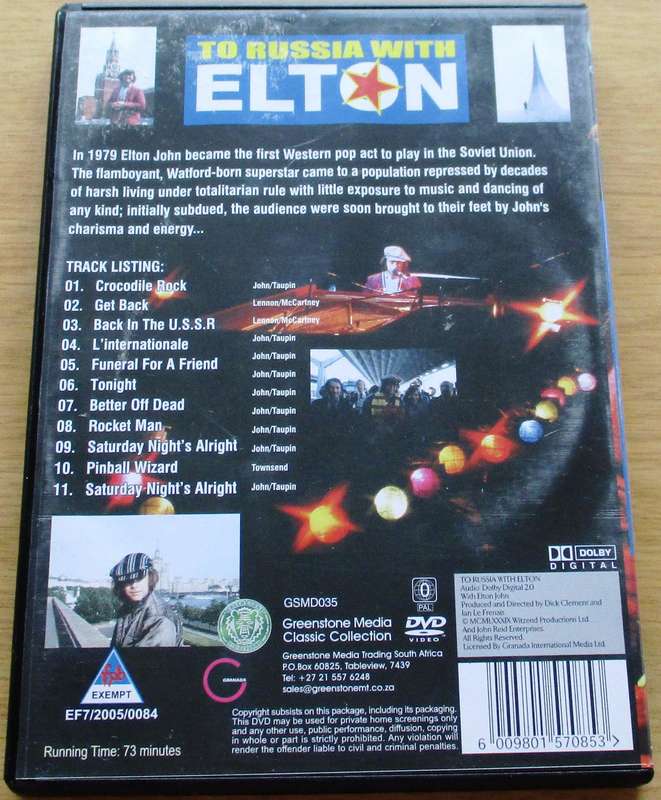 TO RUSSIA WITH
ELTON
In 1979 Elton John became the first Western pop act to play in the Soviet Union.
The flamboyant, Watford-born superstar came to a population repressed by decades
of harsh living under totalitarian rule with little exposure to music and dancing of
any kind; initially subdued, the audience were soon brought to their feet by John's
charisma and energy...
TRACK LISTING:
01. Crocodile Rock John/Taupin
02. Get Back Lennon/McCartney
03. Back In The U.S.S.R Lennon/McCartney
04. L'internationale John/Taupin
05. Funeral For A Friend John/Taupin
John/Taupin
06. Tonight John/Taupin
07. Better Off Dead John/Taupin
08. Rocket Man John/Taupin
09. Saturday Night's Alright John/Taupin
10. Pinball Wizard Townsend
11. Saturday Night's Alright John/Taupin
DOLBY
DIGITAL
GSMD035
Greenstone Media
Classic Collection
0
PAL
DVD
VIDEO
TO RUSSIA WITH ELTON
Audio: Dolby Digital 2.0
With Elton John
Produced and Directed by Dick Clement and
Ian Le Frenais
© MCMLXXIX Witzend Productions Ltd
And John Reid Enterprises.
All Rights Reserved.
Licensed By Granada International Media Ltd.
Greenstone Media Trading South Africa
P.O.Box 60825, Tableview, 7439
Tel: +27 21 557 6248
sales@greenstonemt.co.za
fpb
EXEMPT
EF7/2005/0084
GRANADA
Copyright subsists on this package, including its packaging.
This DVD may be used for private home screenings only
and any other use, public performance, diffusion, copying
in whole or part is strictly prohibited. Any violation will
render the offender liable to civil and criminal penalties.
Running Time: 73 minutes
6 009801 570853 >